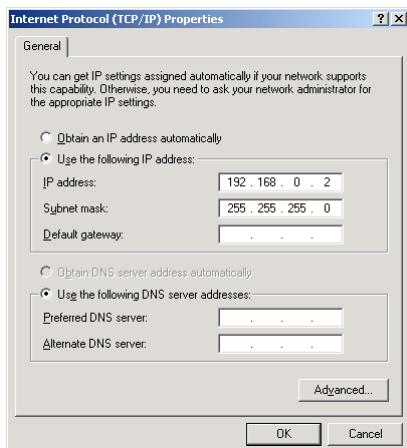 Internet Protocol (TCP/IP) Properties
General
You can get IP settings assigned automatically if your network supports
this capability. Otherwise, you need to ask your network administrator for
the appropriate IP settings.
Obtain an IP address automatically
Use the following IP address:
IP address: 192 . 168 . 0 . 2
Subnet mask: 255 . 255 . 255 . 0
Default gateway: . . .
Obtain DNS server address automatically
Use the following DNS server addresses:
Preferred DNS server: . . .
Alternate DNS server: . . .
Advanced...
OK Cancel